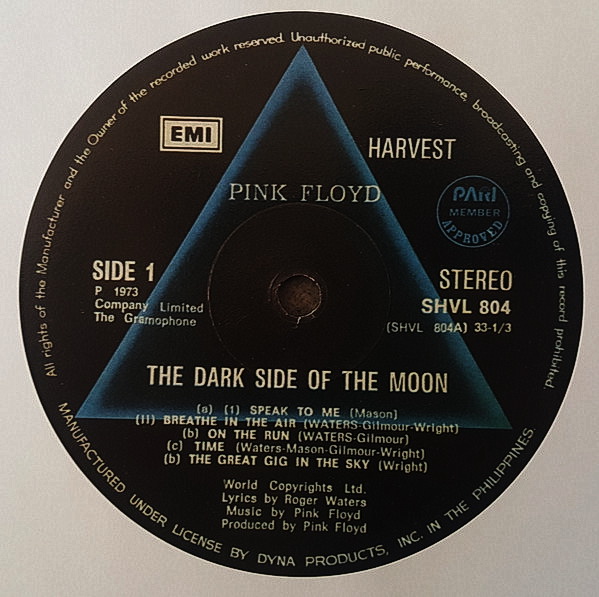 All rights of the Manufacturer and the Owner of the recorded work reserved. Unauthorized public performance, broadcasting and copying of this record prohibited.
EMI
HARVEST
PINK FLOYD
PARI
MEMBER
APPROVED
SIDE 1
P 1973
Company Limited
The Gramophone
STEREO
SHVL 804
(SHVL 804A) 33-1/3
THE DARK SIDE OF THE MOON
(a) (1) SPEAK TO ME (Mason)
(II) BREATHE IN THE AIR (WATERS-Gilmour-Wright)
(b) ON THE RUN (WATERS-Gilmour)
(c) TIME (Waters-Mason-Gilmour-Wright)
(b) THE GREAT GIG IN THE SKY (Wright)
World Copyrights Ltd.
Lyrics by Roger Waters
Music by Pink Floyd
Produced by Pink Floyd
MANUFACTURED UNDER LICENSE BY DYNA PRODUCTS, INC. IN THE PHILIPPINES.